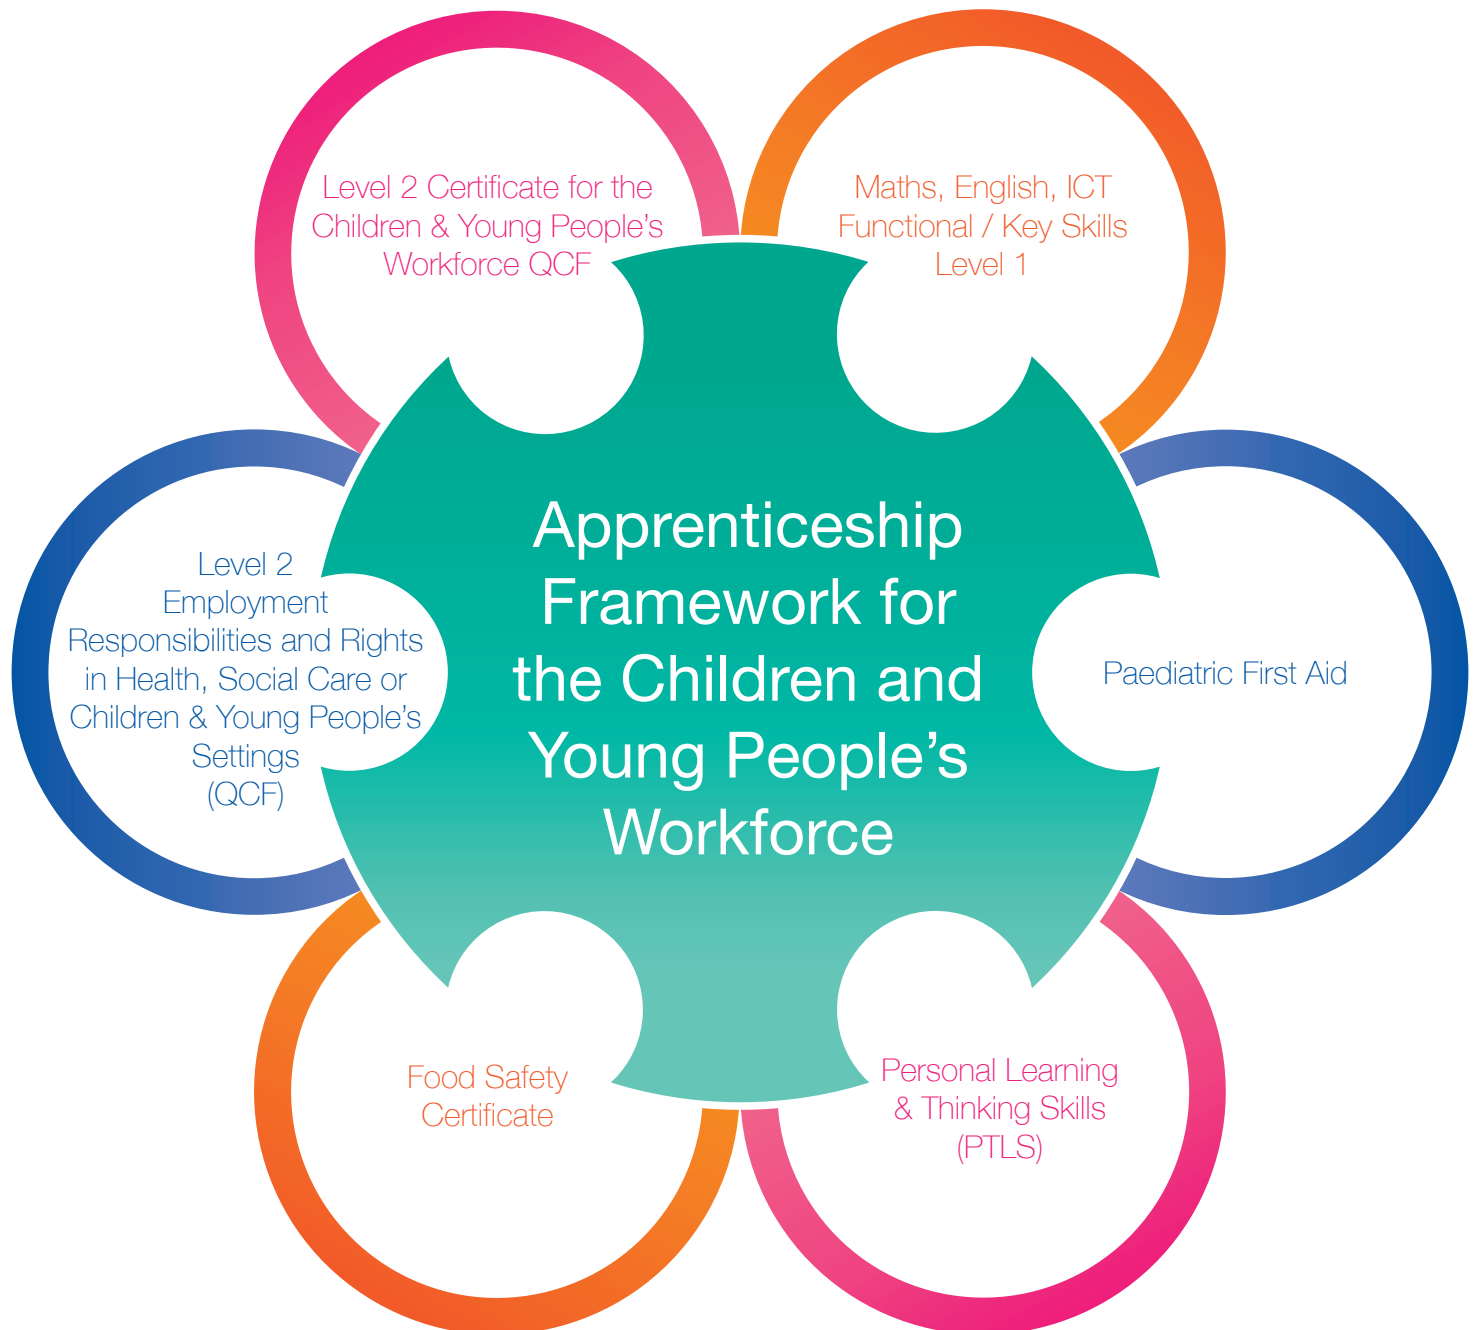 Level 2 Certificate for the
Children & Young People's
Workforce QCF
Maths, English, ICT
Functional / Key Skills
Level 1
Level 2
Employment
Responsibilities and Rights
in Health, Social Care or
Children & Young People's
Settings
(QCF)
Apprenticeship
Framework for
the Children and
Young People's
Workforce
Paediatric First Aid
Food Safety
Certificate
Personal Learning
& Thinking Skills
(PTLS)